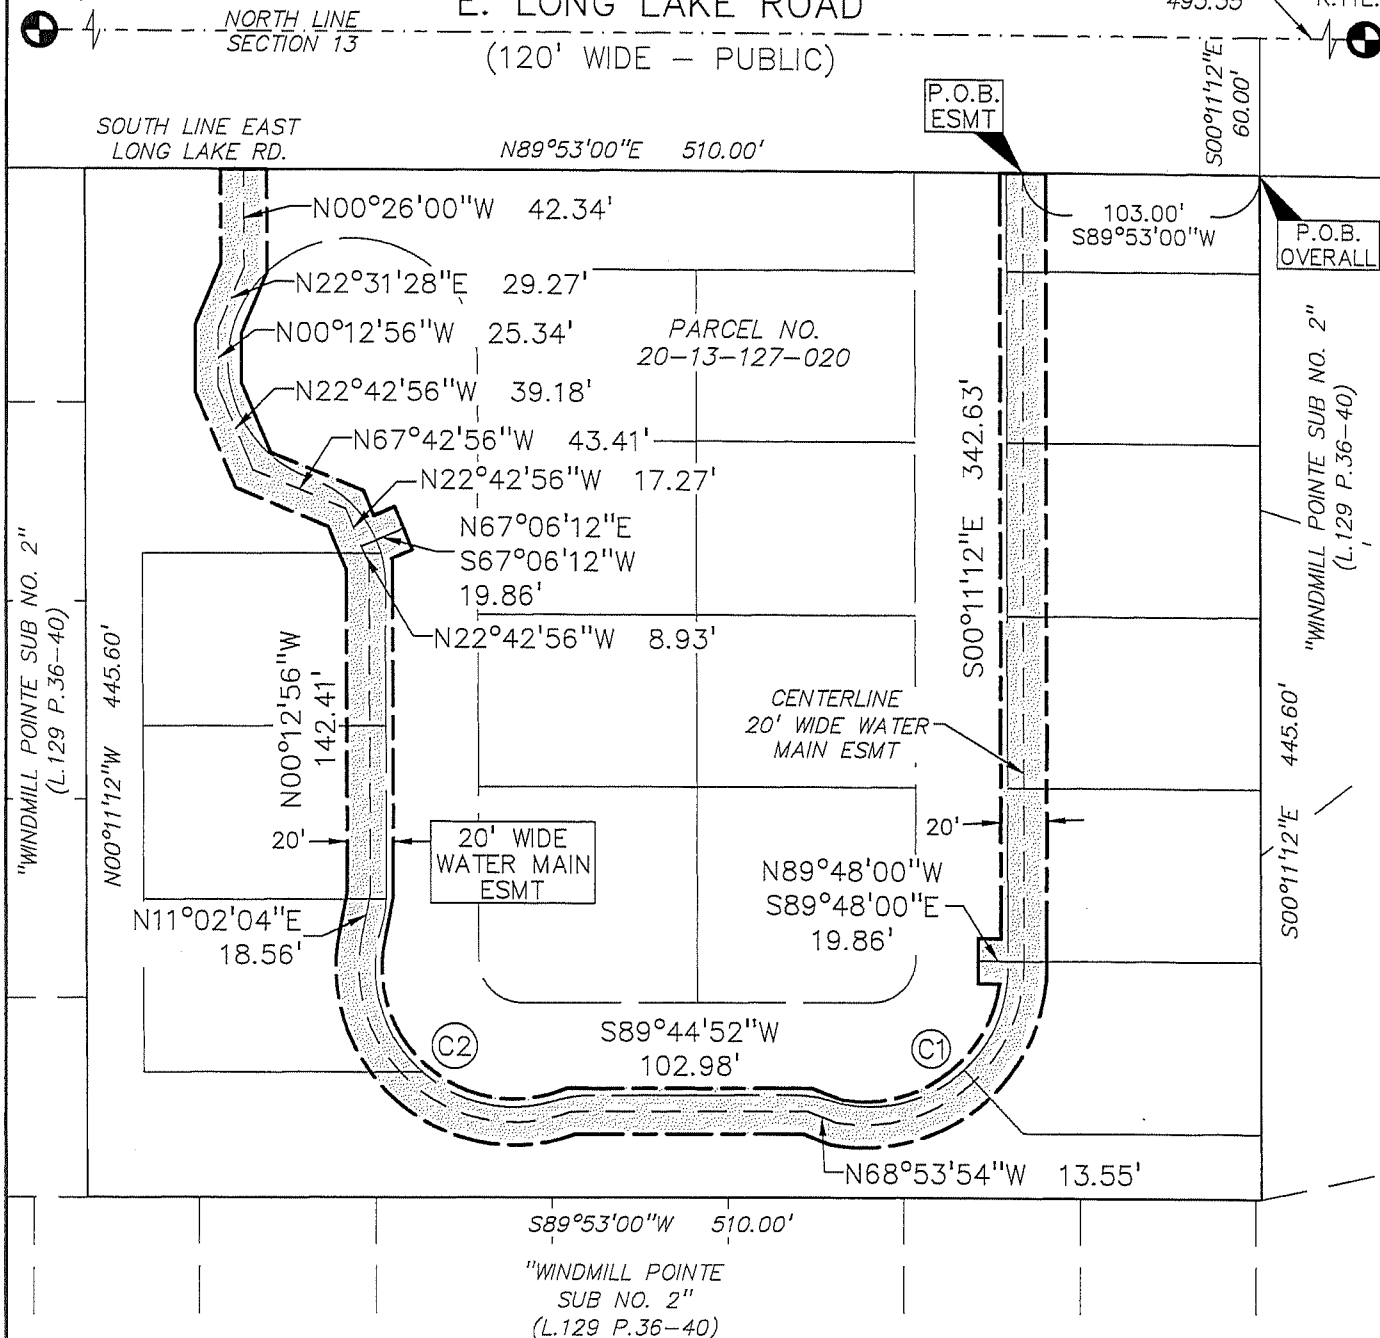 E. LONG LAKE ROAD
(120' WIDE – PUBLIC)
NORTH LINE
SECTION 13
S00°11'12"E
60.00'
P.O.B.
ESMT
SOUTH LINE EAST
LONG LAKE RD.
N89°53'00"E 510.00'
N00°26'00"W 42.34'
103.00'
S89°53'00"W
P.O.B.
OVERALL
N22°31'28"E 29.27'
N00°12'56"W 25.34'
PARCEL NO.
20-13-127-020
N22°42'56"W 39.18'
N67°42'56"W 43.41'
N22°42'56"W 17.27'
N67°06'12"E
S67°06'12"W
19.86'
N22°42'56"W 8.93'
S00°11'12"E 342.63'
"WINDMILL POINTE SUB NO. 2"
(L.129 P.36-40)
"WINDMILL POINTE SUB NO. 2"
(L.129 P.36-40)
N00°11'12"W 445.60'
N00°12'56"W
142.41'
CENTERLINE
20' WIDE WATER
MAIN ESMT
S00°11'12"E 445.60'
20'
20' WIDE
WATER MAIN
ESMT
20'
N89°48'00"W
S89°48'00"E
19.86'
N11°02'04"E
18.56'
C2
S89°44'52"W
102.98'
C1
N68°53'54"W 13.55'
S89°53'00"W 510.00'
"WINDMILL POINTE
SUB NO. 2"
(L.129 P.36-40)